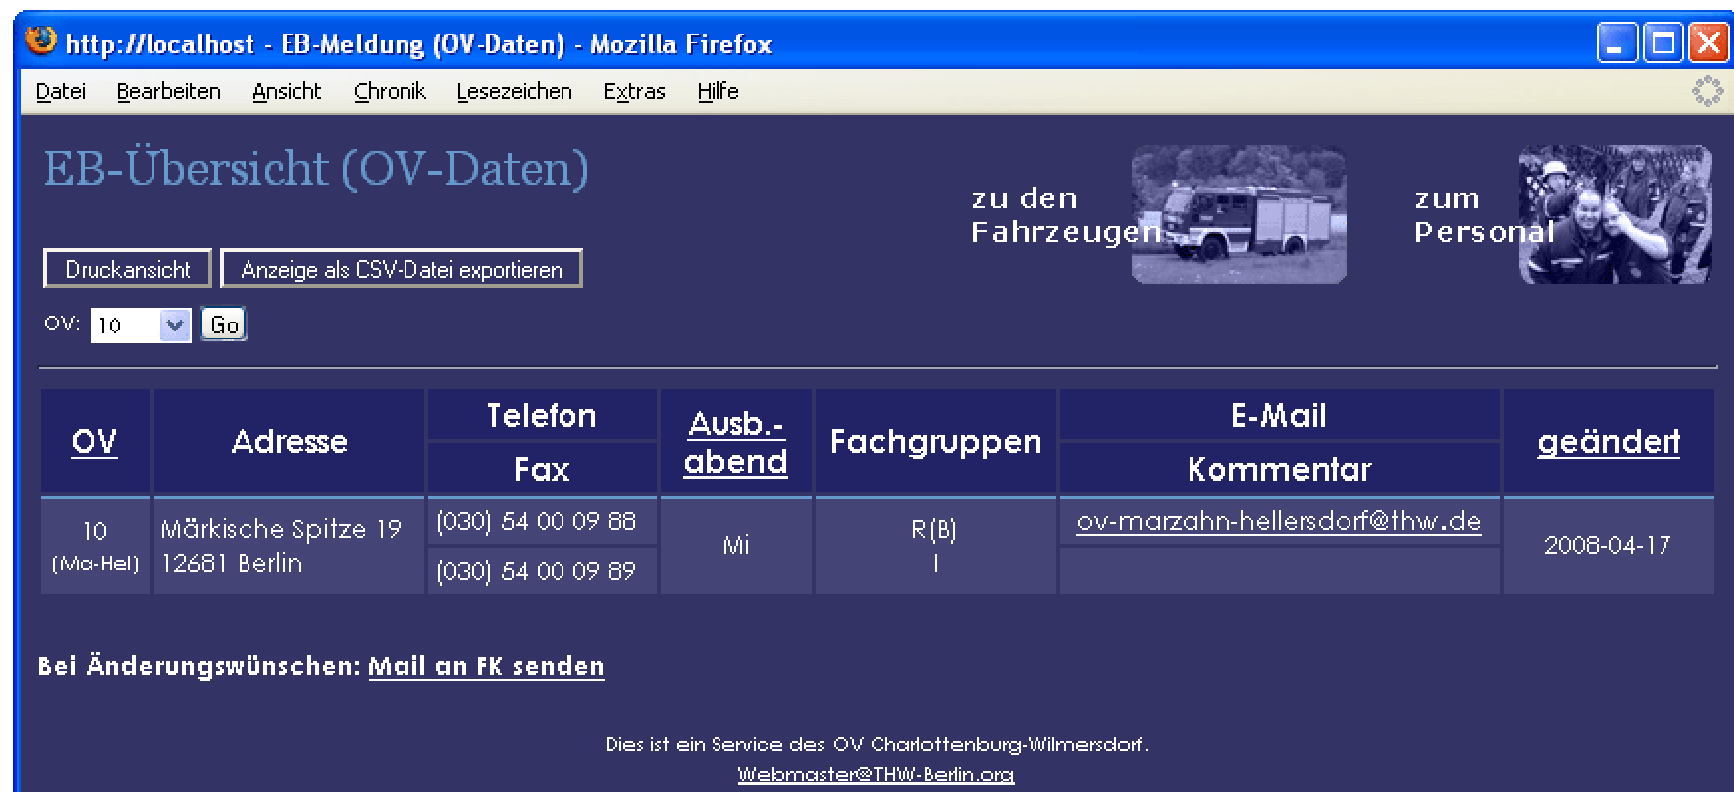 http://localhost - EB-Meldung (OV-Daten) - Mozilla Firefox
Datei Bearbeiten Ansicht Chronik Lesezeichen Extras Hilfe
EB-Übersicht (OV-Daten)
zu den
Fahrzeugen
zum
Personal
Druckansicht Anzeige als CSV-Datei exportieren
OV: 10 Go
OV Adresse Telefon Fax Ausb.-abend Fachgruppen E-Mail Kommentar geändert
10 Märkische Spitze 19 (030) 54 00 09 88 Mi R(B) ov-marzahn-hellersdorf@thw.de 2008-04-17
(Ma-Hel) 12681 Berlin (030) 54 00 09 89 I
Bei Änderungswünschen: Mail an FK senden
Dies ist ein Service des OV Charlottenburg-Wilmersdorf.
Webmaster@THW-Berlin.org